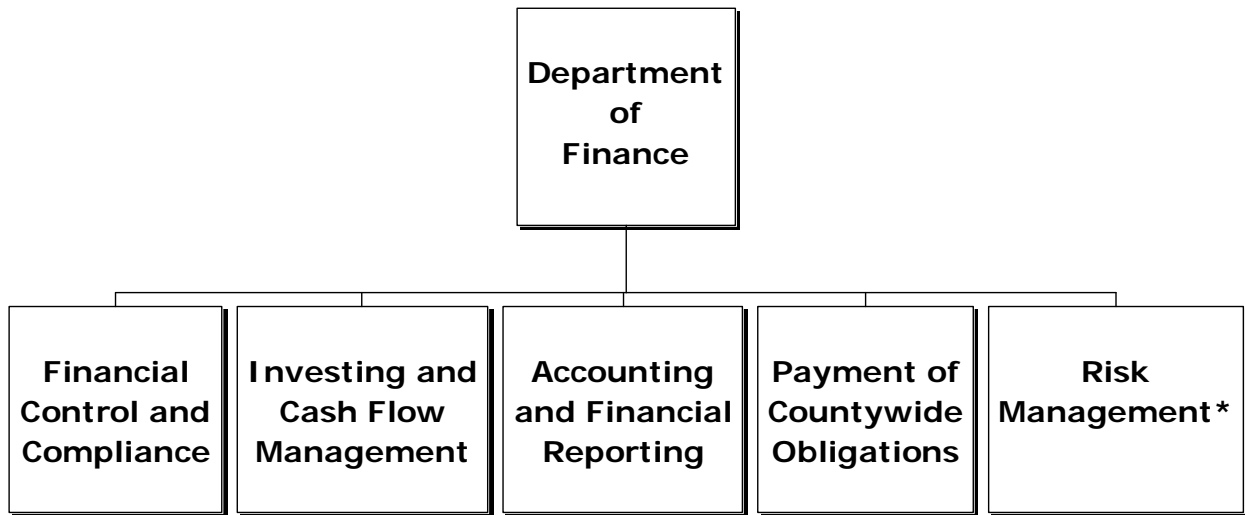 Department
of
Finance
Financial
Control and
Compliance
Investing and
Cash Flow
Management
Accounting
and Financial
Reporting
Payment of
Countywide
Obligations
Risk
Management*